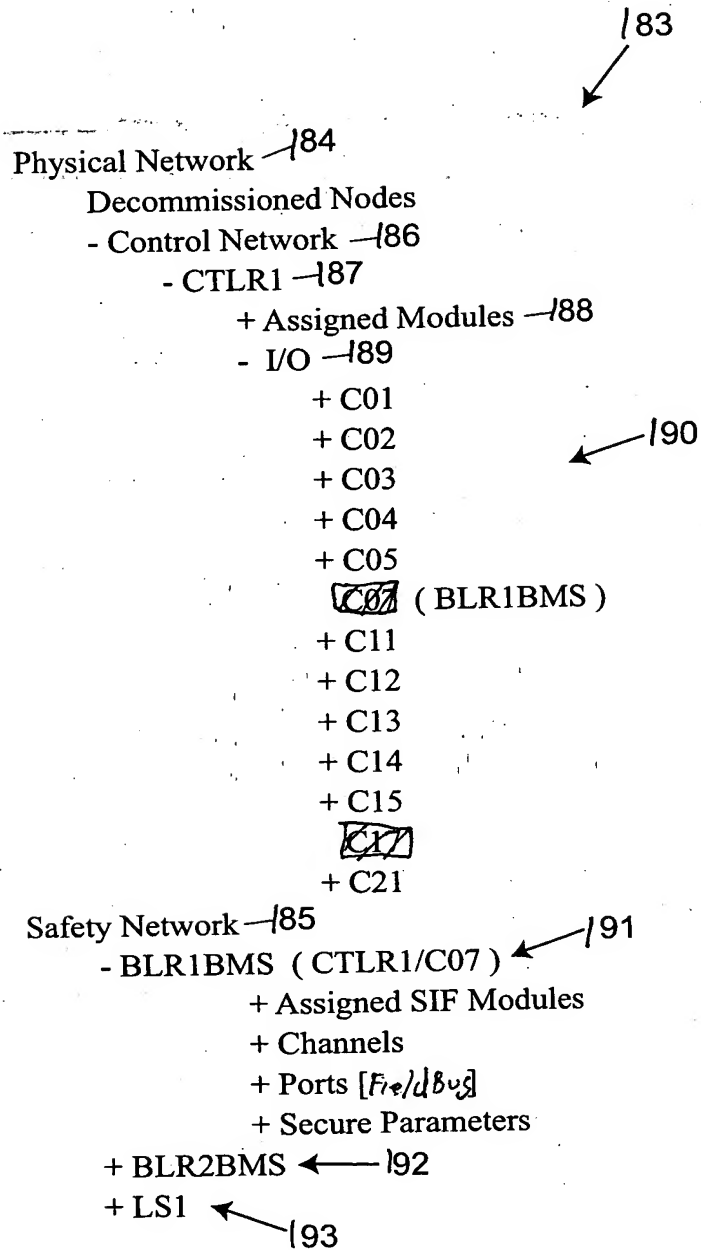 183
Physical Network 184
Decommissioned Nodes
- Control Network 186
- CTLR1 187
+ Assigned Modules 188
- I/O 189
+ C01
190
+ C02
+ C03
+ C04
+ C05
C07 ( BLR1BMS )
+ C11
+ C12
+ C13
+ C14
+ C15
C17
+ C21
Safety Network 185
191
- BLR1BMS ( CTLR1/C07 )
+ Assigned SIF Modules
+ Channels
+ Ports [FieldBus]
+ Secure Parameters
+ BLR2BMS 192
+ LS1
193